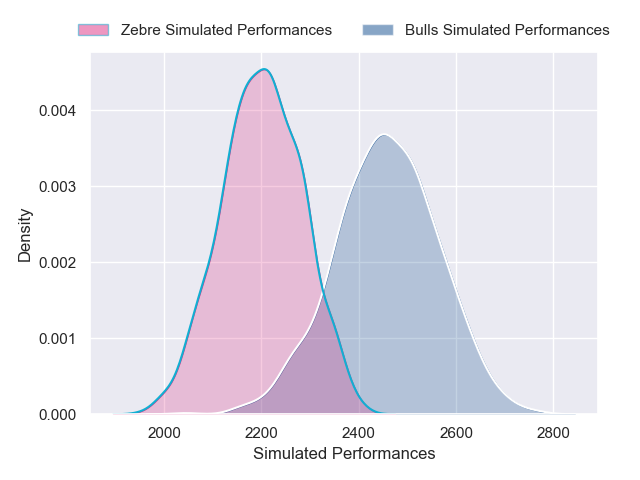 Zebre Simulated Performances Bulls Simulated Performances
0.004
0.003
0.002
0.001
0.000
Density
2000 2200 2400 2600 2800
Simulated Performances